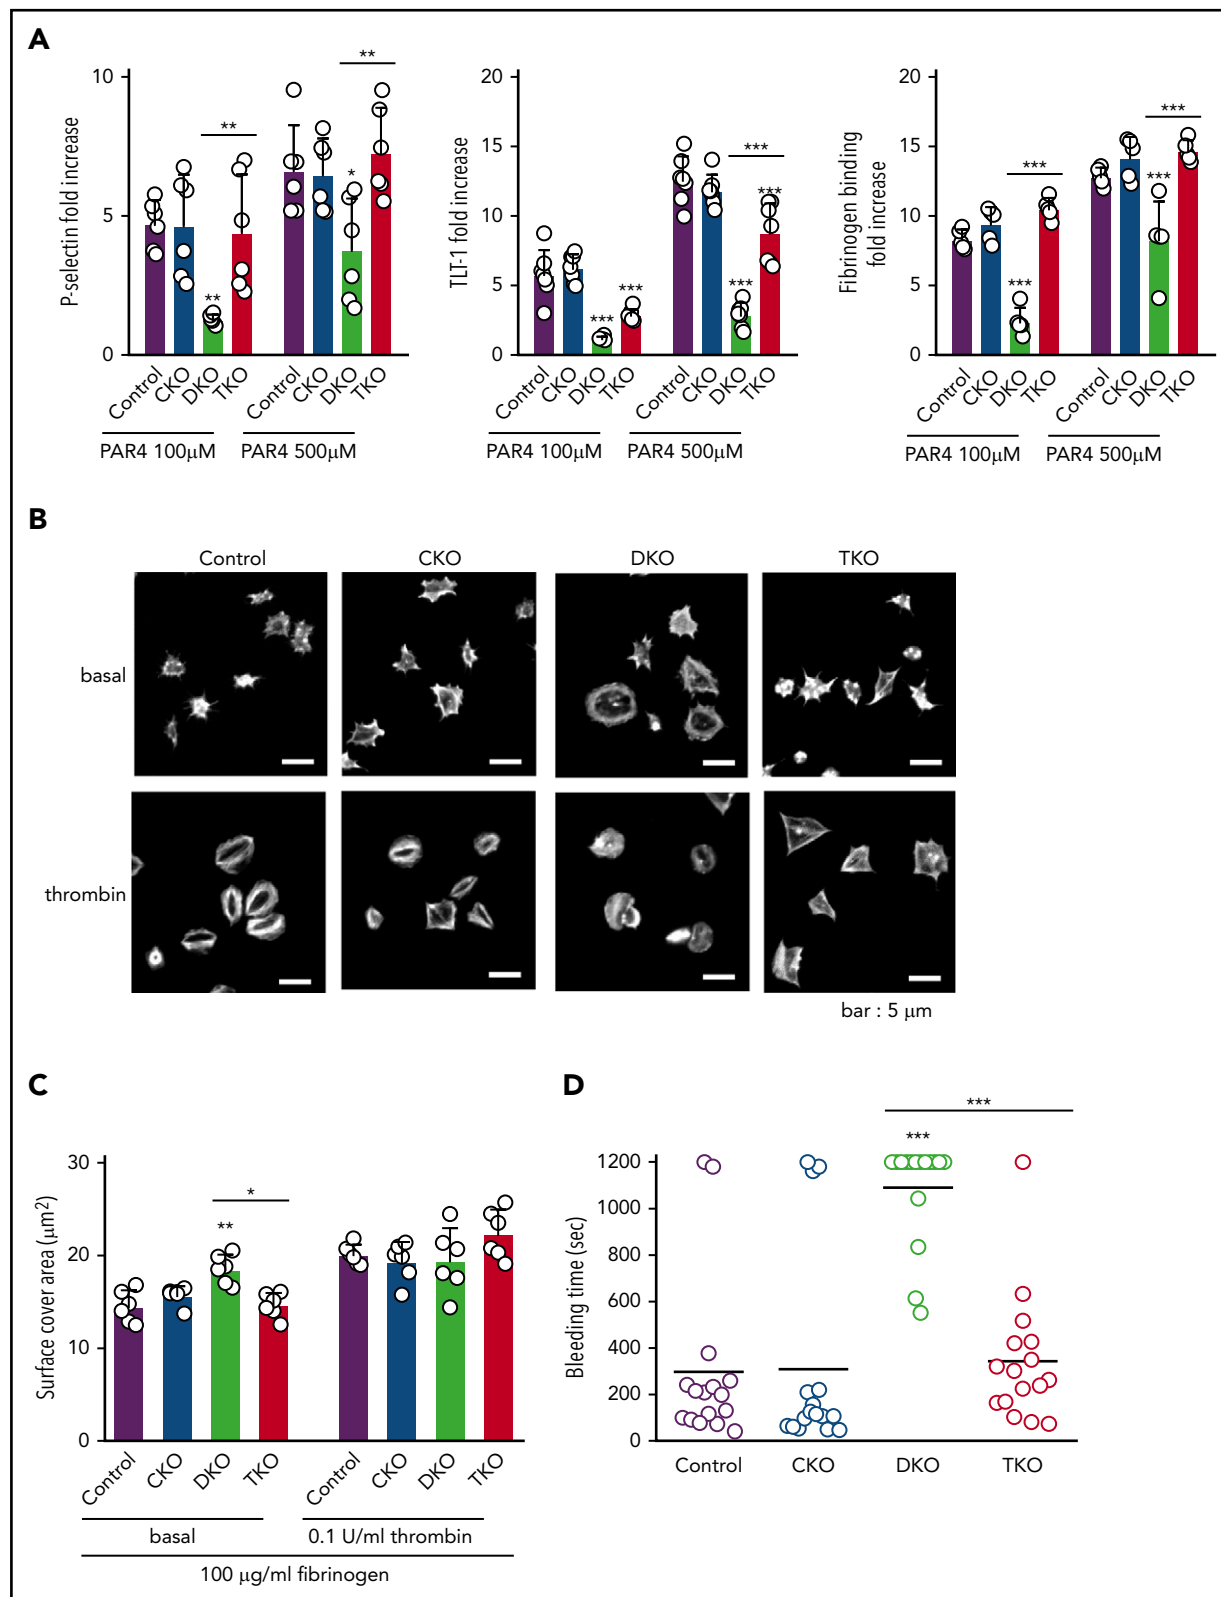 A
P-selectin fold increase
10
5
0
**
**
**
*
Control
CKO
DKO
TKO
Control
CKO
DKO
TKO
PAR4 100μM
PAR4 500μM
TLT-1 fold increase
20
15
10
5
0
***
***
***
***
***
Control
CKO
DKO
TKO
Control
CKO
DKO
TKO
PAR4 100μM
PAR4 500μM
Fibrinogen binding
fold increase
20
15
10
5
0
***
***
***
***
Control
CKO
DKO
TKO
Control
CKO
DKO
TKO
PAR4 100μM
PAR4 500μM
B
Control
CKO
DKO
TKO
basal
thrombin
bar : 5 μm
C
Surface cover area (μm²)
30
20
10
0
*
**
Control
CKO
DKO
TKO
Control
CKO
DKO
TKO
basal
0.1 U/ml thrombin
100 μg/ml fibrinogen
D
Bleeding time (sec)
1200
1000
800
600
400
200
0
***
***
Control
CKO
DKO
TKO